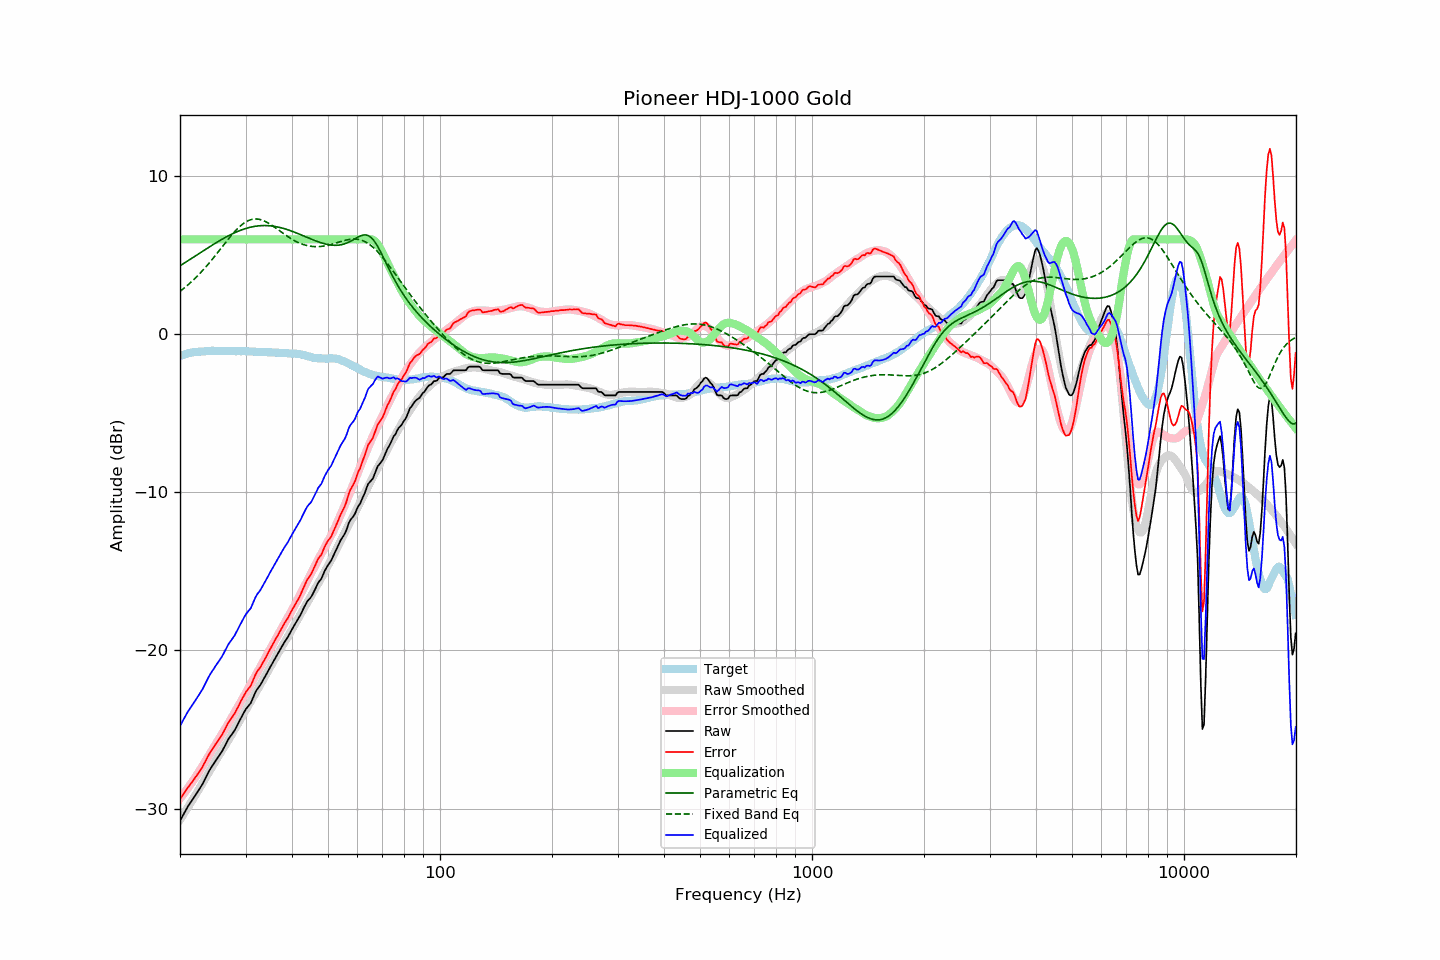 Pioneer HDJ-1000 Gold
Amplitude (dBr)
10
0
−10
−20
−30
Target
Raw Smoothed
Error Smoothed
Raw
Error
Equalization
Parametric Eq
Fixed Band Eq
Equalized
100 1000 10000
Frequency (Hz)